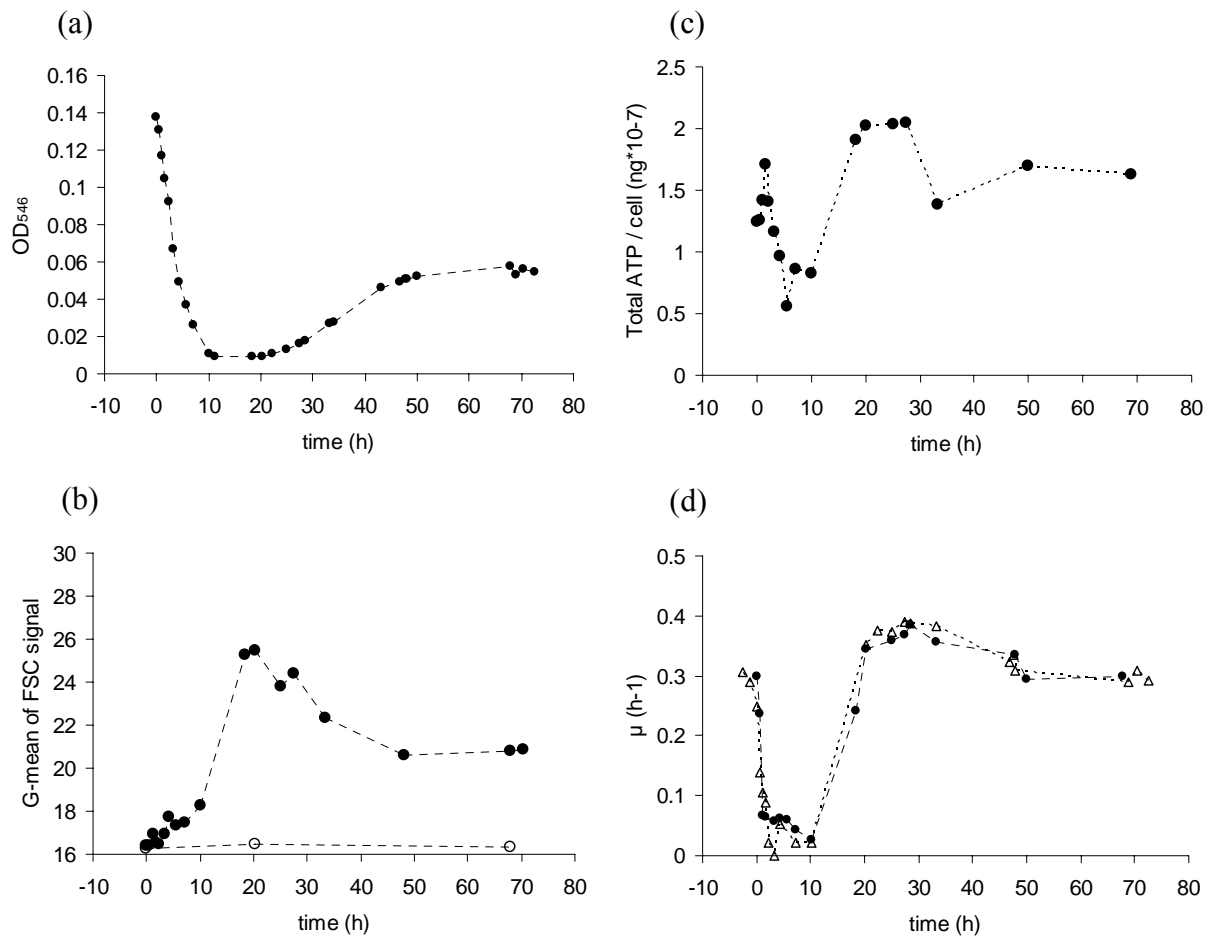 (a)
0.16
0.14
0.12
0.1
0.08
0.06
0.04
0.02
0
OD546
-10 0 10 20 30 40 50 60 70 80
time (h)
(c)
2.5
2
1.5
1
0.5
0
Total ATP / cell (ng*10-7)
-10 0 10 20 30 40 50 60 70 80
time (h)
(b)
30
28
26
24
22
20
18
16
G-mean of FSC signal
-10 0 10 20 30 40 50 60 70 80
time (h)
(d)
0.5
0.4
0.3
0.2
0.1
0
µ (h-1)
-10 0 10 20 30 40 50 60 70 80
time (h)